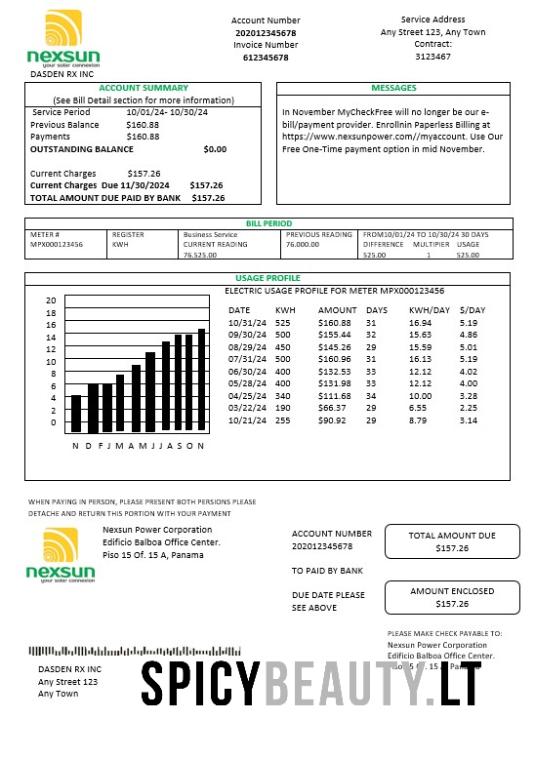 nexsun
your solar connexion
DASDEN RX INC
Account Number
202012345678
Invoice Number
612345678
Service Address
Any Street 123, Any Town
Contract:
3123467
ACCOUNT SUMMARY
(See Bill Detail section for more information)
Service Period 10/01/24- 10/30/24
Previous Balance $160.88
Payments $160.88
OUTSTANDING BALANCE $0.00
Current Charges $157.26
Current Charges Due 11/30/2024 $157.26
TOTAL AMOUNT DUE PAID BY BANK $157.26
MESSAGES
In November MyCheckFree will no longer be our e-
bill/payment provider. Enrollnin Paperless Billing at
https://www.nexsunpower.com//myaccount. Use Our
Free One-Time payment option in mid November.
BILL PERIOD
METER # REGISTER Business Service PREVIOUS READING FROM10/01/24 TO 10/30/24 30 DAYS
MPX000123456 KWH CURRENT READING 76.000.00 DIFFERENCE MULTIPLIER USAGE
76.525.00 525.00 1 525.00
USAGE PROFILE
ELECTRIC USAGE PROFILE FOR METER MPX000123456
20
18
16
14
12
10
8
6
4
2
0
N D F J M A M J J A S O N
DATE KWH AMOUNT DAYS KWH/DAY $/DAY
10/31/24 525 $160.88 31 16.94 5.19
09/30/24 500 $155.44 32 15.63 4.86
08/29/24 450 $145.26 29 15.59 5.01
07/31/24 500 $160.96 31 16.13 5.19
06/30/24 400 $132.53 33 12.12 4.02
05/28/24 400 $131.98 33 12.12 4.00
04/25/24 340 $111.68 34 10.00 3.28
03/22/24 190 $66.37 29 6.55 2.25
10/21/24 255 $90.92 29 8.79 3.14
WHEN PAYING IN PERSON, PLEASE PRESENT BOTH PERSIONS PLEASE
DETACHE AND RETURN THIS PORTION WITH YOUR PAYMENT
nexsun
your solar connexion
Nexsun Power Corporation
Edificio Balboa Office Center.
Piso 15 Of. 15 A, Panama
ACCOUNT NUMBER
202012345678
TO PAID BY BANK
DUE DATE PLEASE
SEE ABOVE
TOTAL AMOUNT DUE
$157.26
AMOUNT ENCLOSED
$157.26
PLEASE MAKE CHECK PAYABLE TO:
Nexsun Power Corporation
Edificio Balboa Office Center.
Piso 15 Of. 15 A, Panama
DASDEN RX INC
Any Street 123
Any Town
SPICYBEAUTY.LT